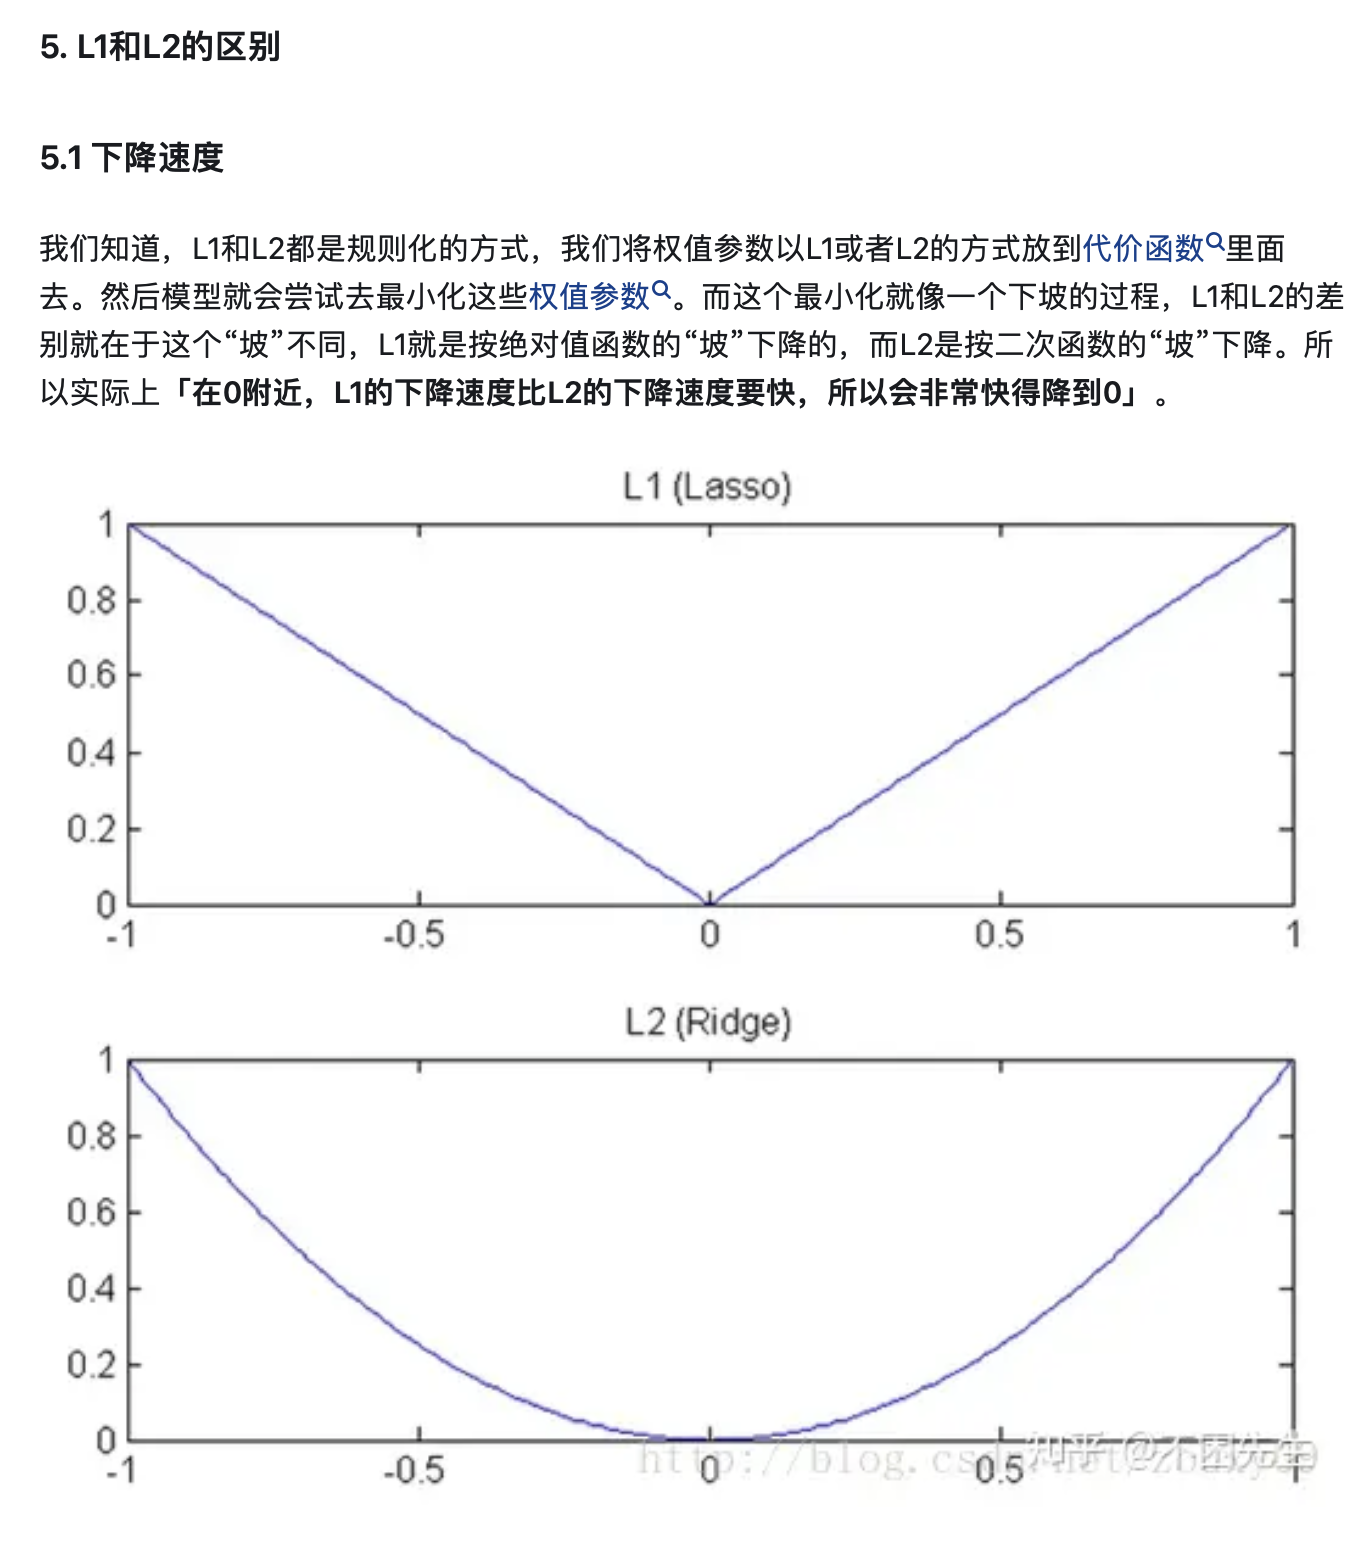 5. L1和L2的区别
5.1 下降速度
我们知道，L1和L2都是规则化的方式，我们将权值参数以L1或者L2的方式放到代价函数里面
去。然后模型就会尝试去最小化这些权值参数。而这个最小化就像一个下坡的过程，L1和L2的差
别就在于这个“坡”不同，L1就是按绝对值函数的“坡”下降的，而L2是按二次函数的“坡”下降。所
以实际上「在0附近，L1的下降速度比L2的下降速度要快，所以会非常快得降到0」。
L1 (Lasso)
1
0.8
0.6
0.4
0.2
0
-1 -0.5 0 0.5 1
L2 (Ridge)
1
0.8
0.6
0.4
0.2
0
-1 -0.5 0 0.5 1
http://blog.csdn.net/
知乎 @不困先生